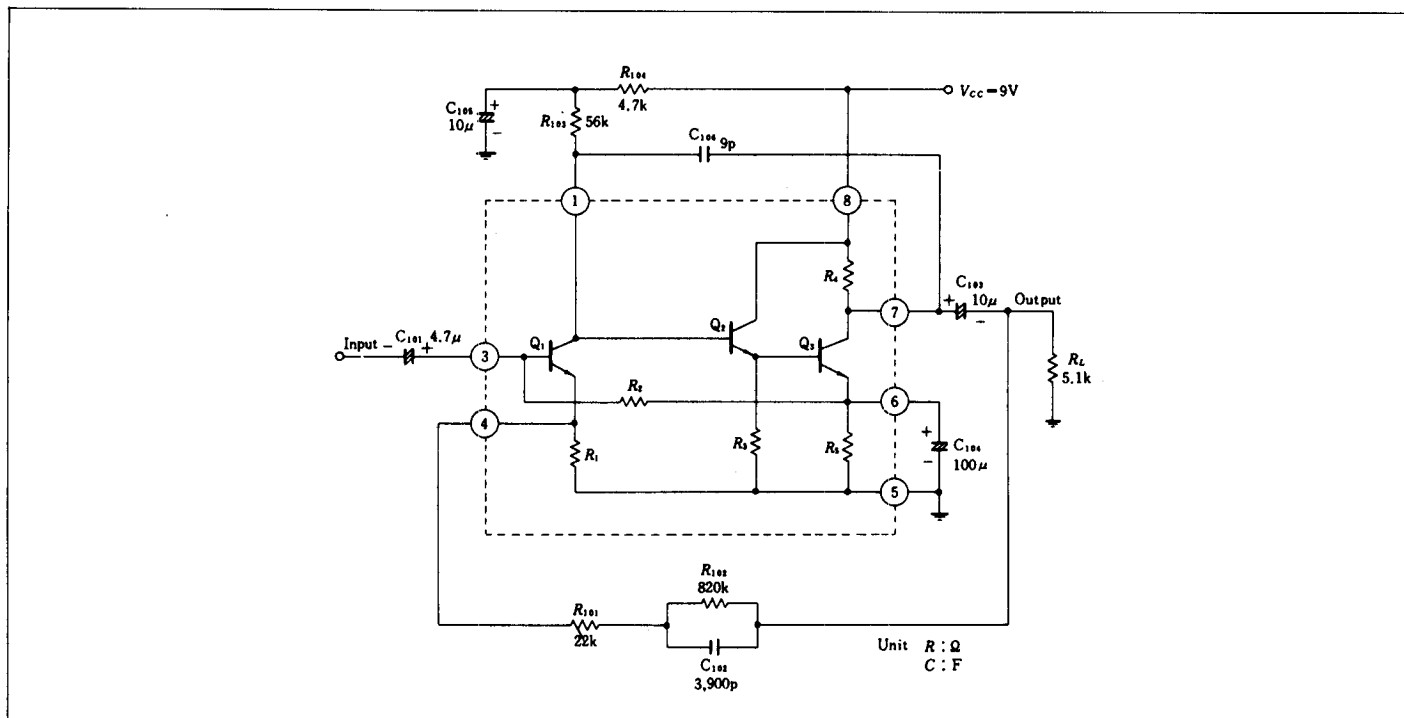 R104
4.7k
VCC=9V
C105
10μ
+
−
R103
56k
C106
9p
1
8
R4
C103
10μ
+
−
Output
7
Q2
Q3
Input
−
C101
+
4.7μ
3
Q1
RL
5.1k
R2
6
4
+
−
C104
100μ
R1
R3
R5
5
R102
820k
R101
22k
C102
3,900p
Unit R : Ω
C : F